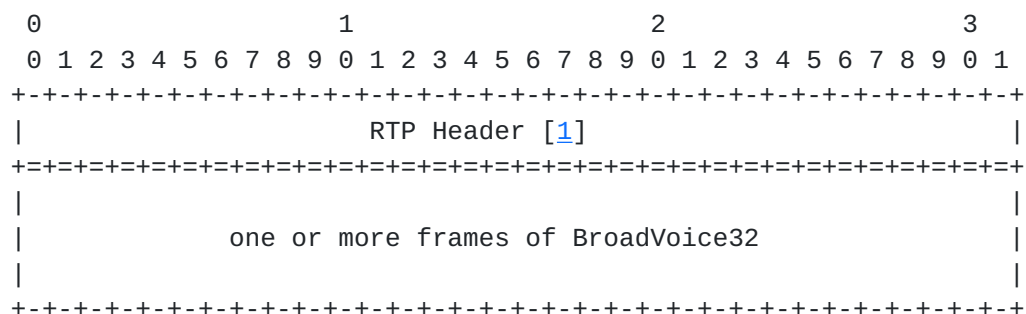 0                   1                   2                   3
 0 1 2 3 4 5 6 7 8 9 0 1 2 3 4 5 6 7 8 9 0 1 2 3 4 5 6 7 8 9 0 1
+-+-+-+-+-+-+-+-+-+-+-+-+-+-+-+-+-+-+-+-+-+-+-+-+-+-+-+-+-+-+-+-+
|                      RTP Header [1]                           |
+=+=+=+=+=+=+=+=+=+=+=+=+=+=+=+=+=+=+=+=+=+=+=+=+=+=+=+=+=+=+=+=+
|                                                               |
|             one or more frames of BroadVoice32                |
|                                                               |
+-+-+-+-+-+-+-+-+-+-+-+-+-+-+-+-+-+-+-+-+-+-+-+-+-+-+-+-+-+-+-+-+